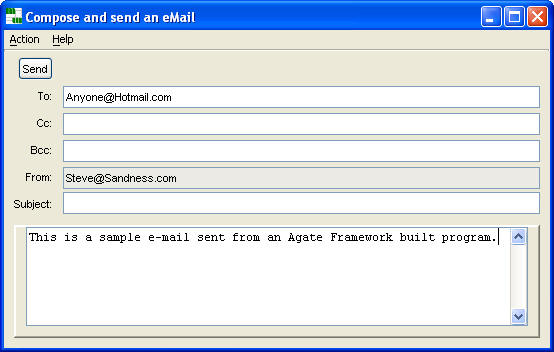 Compose and send an eMail
Action Help
Send
To: Anyone@Hotmail.com
Cc:
Bcc:
From: Steve@Sandness.com
Subject:
This is a sample e-mail sent from an Agate Framework built program.